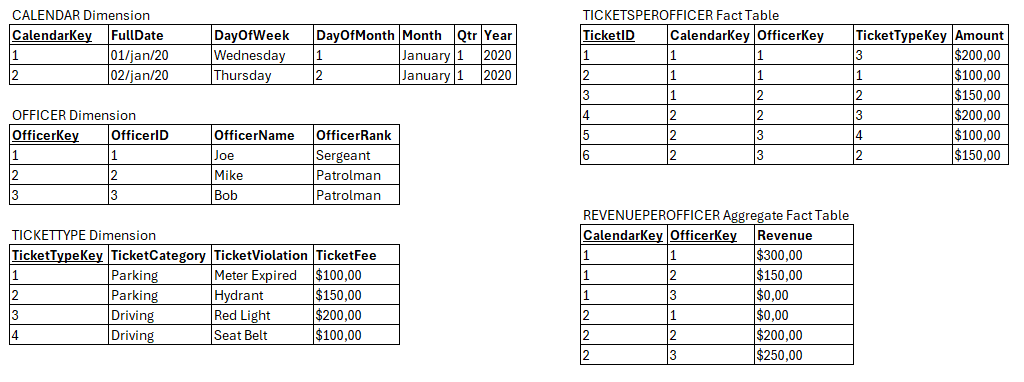 CALENDAR Dimension
CalendarKey FullDate DayOfWeek DayOfMonth Month Qtr Year
1 01/jan/20 Wednesday 1 January 1 2020
2 02/jan/20 Thursday 2 January 1 2020
OFFICER Dimension
OfficerKey OfficerID OfficerName OfficerRank
1 1 Joe Sergeant
2 2 Mike Patrolman
3 3 Bob Patrolman
TICKETTYPE Dimension
TicketTypeKey TicketCategory TicketViolation TicketFee
1 Parking Meter Expired $100,00
2 Parking Hydrant $150,00
3 Driving Red Light $200,00
4 Driving Seat Belt $100,00
TICKETSPEROFFICER Fact Table
TicketID CalendarKey OfficerKey TicketTypeKey Amount
1 1 1 3 $200,00
2 1 1 1 $100,00
3 1 2 2 $150,00
4 2 2 3 $200,00
5 2 3 4 $100,00
6 2 3 2 $150,00
REVENUEPEROFFICER Aggregate Fact Table
CalendarKey OfficerKey Revenue
1 1 $300,00
1 2 $150,00
1 3 $0,00
2 1 $0,00
2 2 $200,00
2 3 $250,00